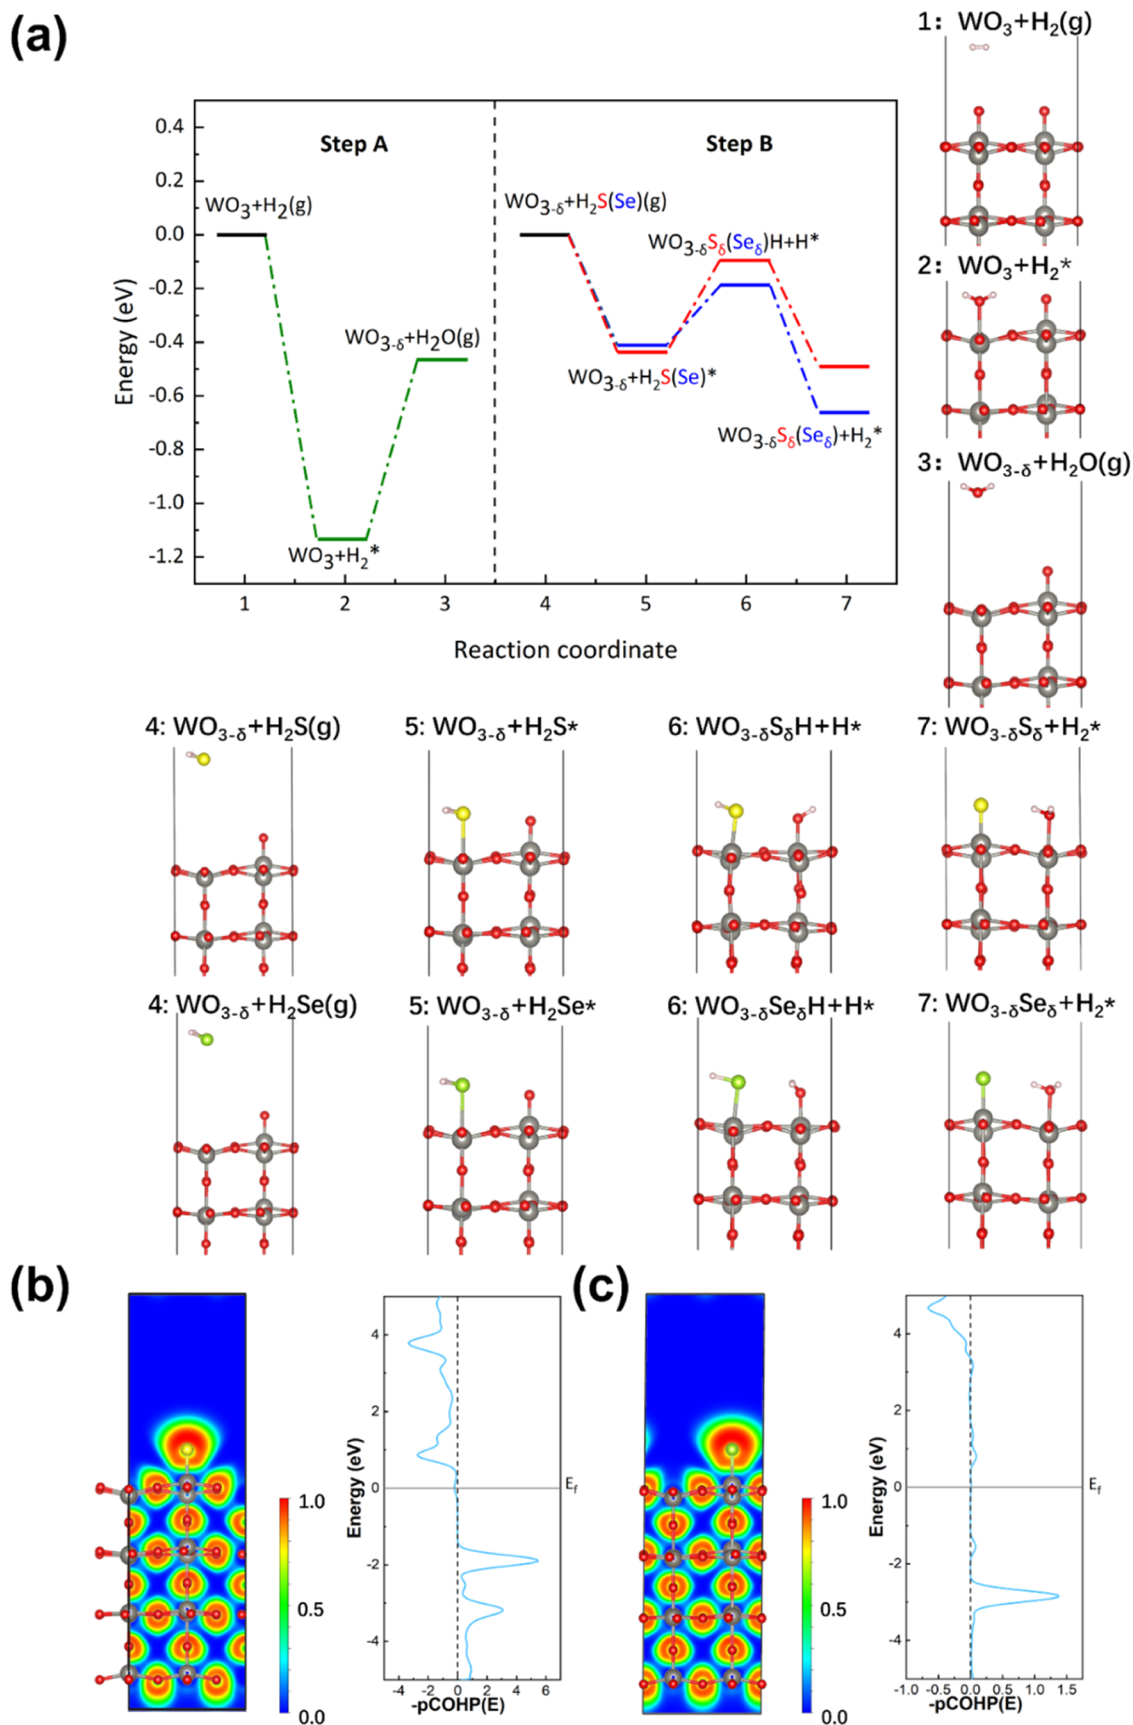 (a)
1: WO₃+H₂(g)
2: WO₃+H₂*
3: WO₃₋δ+H₂O(g)
Energy (eV)
0.4
0.2
0.0
-0.2
-0.4
-0.6
-0.8
-1.0
-1.2
Step A
Step B
WO₃+H₂(g)
WO₃+H₂*
WO₃₋δ+H₂O(g)
WO₃₋δ+H₂S(Se)(g)
WO₃₋δ+H₂S(Se)*
WO₃₋δSδ(Seδ)H+H*
WO₃₋δSδ(Seδ)+H₂*
1 2 3 4 5 6 7
Reaction coordinate
4: WO₃₋δ+H₂S(g)
5: WO₃₋δ+H₂S*
6: WO₃₋δSδH+H*
7: WO₃₋δSδ+H₂*
4: WO₃₋δ+H₂Se(g)
5: WO₃₋δ+H₂Se*
6: WO₃₋δSeδH+H*
7: WO₃₋δSeδ+H₂*
(b)
1.0
0.5
0.0
Energy (eV)
4
2
0
-2
-4
E_f
-4 -2 0 2 4 6
-pCOHP(E)
(c)
1.0
0.5
0.0
Energy (eV)
4
2
0
-2
-4
E_f
-1.0 -0.5 0.0 0.5 1.0 1.5
-pCOHP(E)